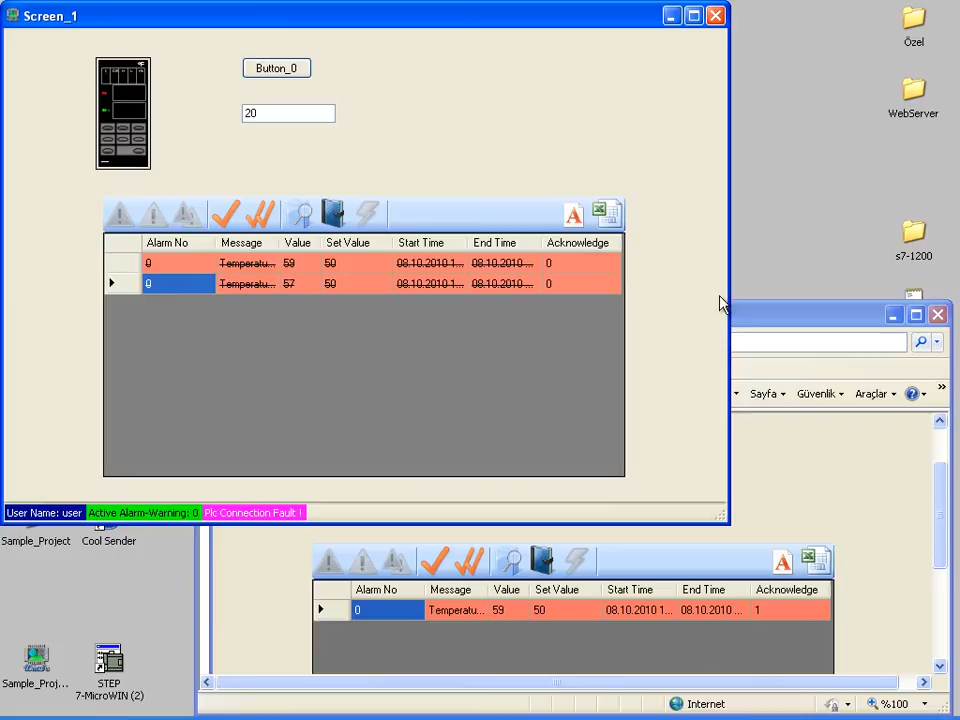 Screen_1
Özel
Button_0
20
WebServer
A
Alarm No Message Value Set Value Start Time End Time Acknowledge
0 Temperatu... 59 50 08.10.2010 1... 08.10.2010 ... 0
0 Temperatu... 57 50 08.10.2010 1... 08.10.2010 ... 0
s7-1200
Sayfa Güvenlik Araçlar ? »
User Name: user Active Alarm-Warning: 0 Plc Connection Fault !
Sample_Project Cool Sender
A
Alarm No Message Value Set Value Start Time End Time Acknowledge
0 Temperatu... 59 50 08.10.2010 1... 08.10.2010 ... 1
Sample_Proj... STEP
7-MicroWIN (2)
Internet %100